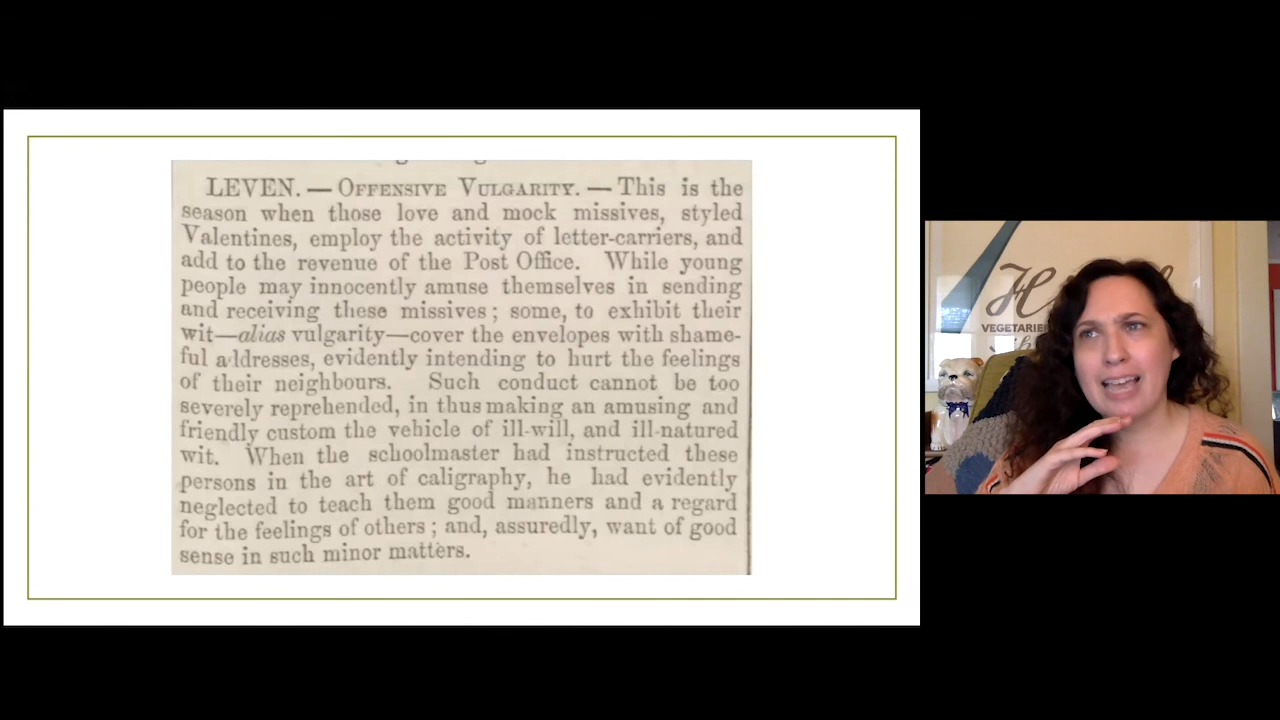 LEVEN. — OFFENSIVE VULGARITY. — This is the
season when those love and mock missives, styled
Valentines, employ the activity of letter-carriers, and
add to the revenue of the Post Office. While young
people may innocently amuse themselves in sending
and receiving these missives; some, to exhibit their
wit—alias vulgarity—cover the envelopes with shame-
ful addresses, evidently intending to hurt the feelings
of their neighbours. Such conduct cannot be too
severely reprehended, in thus making an amusing and
friendly custom the vehicle of ill-will, and ill-natured
wit. When the schoolmaster had instructed these
persons in the art of caligraphy, he had evidently
neglected to teach them good manners and a regard
for the feelings of others; and, assuredly, want of good
sense in such minor matters.